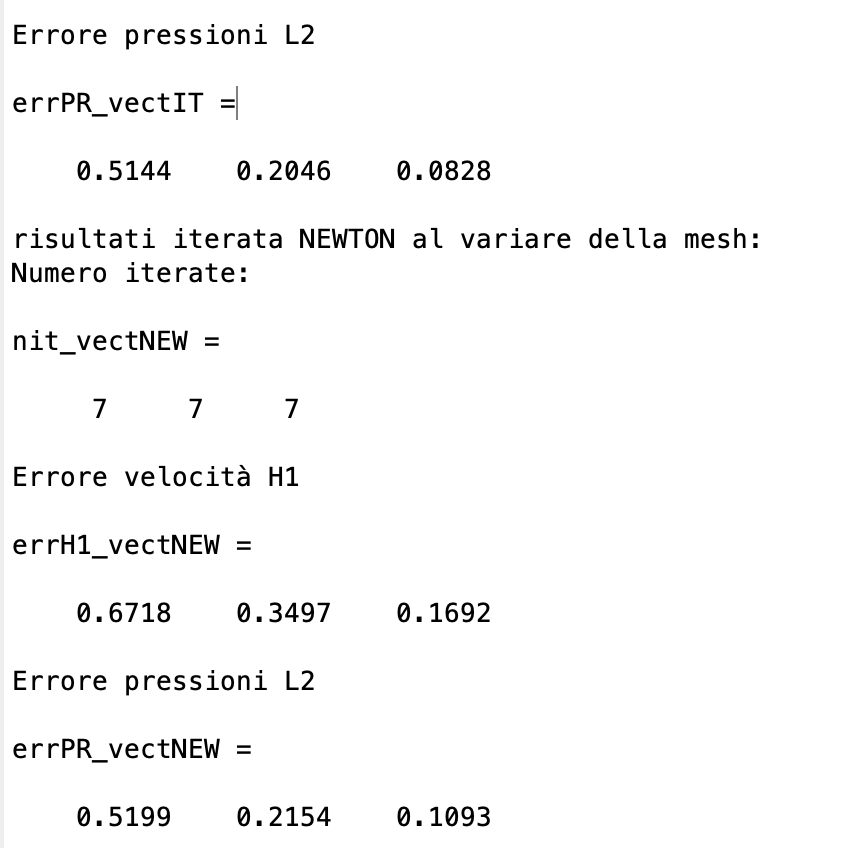 Errore pressioni L2
errPR_vectIT =
0.5144 0.2046 0.0828
risultati iterata NEWTON al variare della mesh:
Numero iterate:
nit_vectNEW =
7 7 7
Errore velocità H1
errH1_vectNEW =
0.6718 0.3497 0.1692
Errore pressioni L2
errPR_vectNEW =
0.5199 0.2154 0.1093